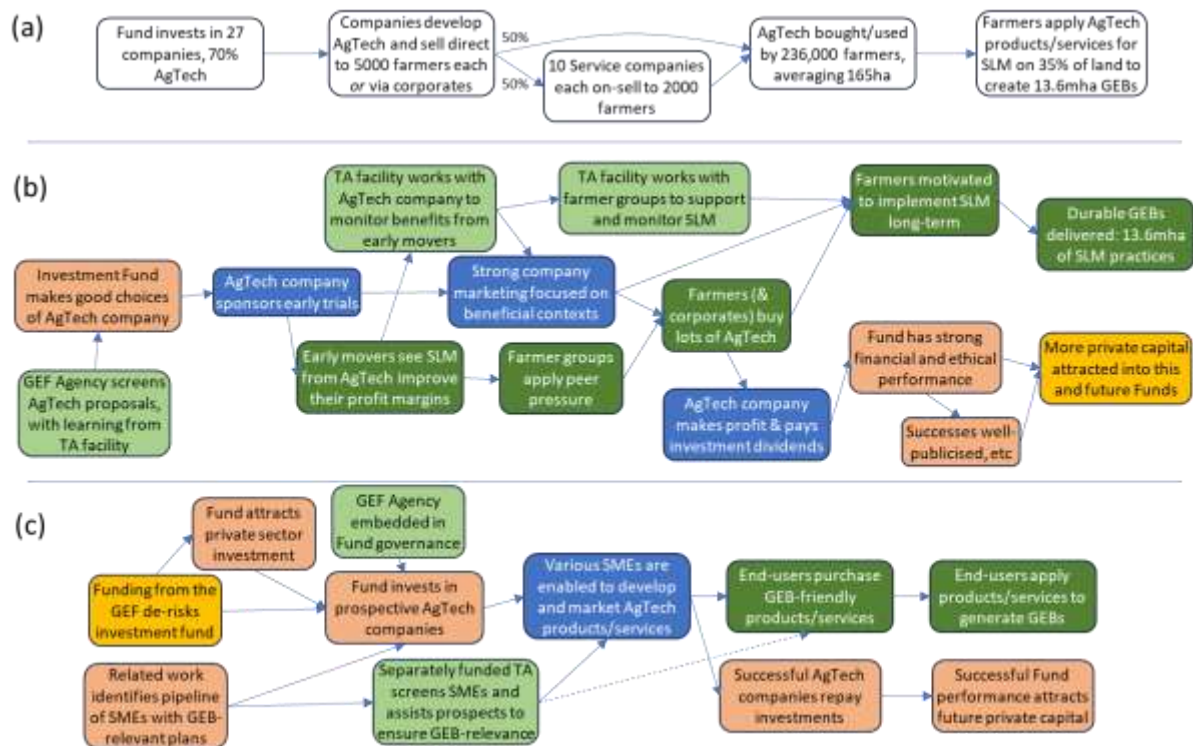 (a)
Fund invests in 27
companies, 70%
AgTech
Companies develop
AgTech and sell direct
to 5000 farmers each
or via corporates
50%
50%
10 Service companies
each on-sell to 2000
farmers
AgTech bought/used
by 236,000 farmers,
averaging 165ha
Farmers apply AgTech
products/services for
SLM on 35% of land to
create 13.6mha GEBs
(b)
Investment Fund
makes good choices
of AgTech company
GEF Agency screens
AgTech proposals,
with learning from
TA facility
AgTech company
sponsors early trials
TA facility works with
AgTech company to
monitor benefits from
early movers
Early movers see SLM
from AgTech improve
their profit margins
TA facility works with
farmer groups to support
and monitor SLM
Strong company
marketing focused on
beneficial contexts
Farmer groups
apply peer
pressure
Farmers (&
corporates) buy
lots of AgTech
AgTech company
makes profit & pays
investment dividends
Farmers motivated
to implement SLM
long-term
Durable GEBs
delivered: 13.6mha
of SLM practices
Fund has strong
financial and ethical
performance
Successes well-
publicised, etc
More private capital
attracted into this
and future Funds
(c)
Fund attracts
private sector
investment
Funding from the
GEF de-risks
investment fund
Related work
identifies pipeline
of SMEs with GEB-
relevant plans
GEF Agency
embedded in
Fund governance
Fund invests in
prospective AgTech
companies
Separately funded TA
screens SMEs and
assists prospects to
ensure GEB-relevance
Various SMEs are
enabled to develop
and market AgTech
products/services
End-users purchase
GEB-friendly
products/services
End-users apply
products/services to
generate GEBs
Successful AgTech
companies repay
investments
Successful Fund
performance attracts
future private capital